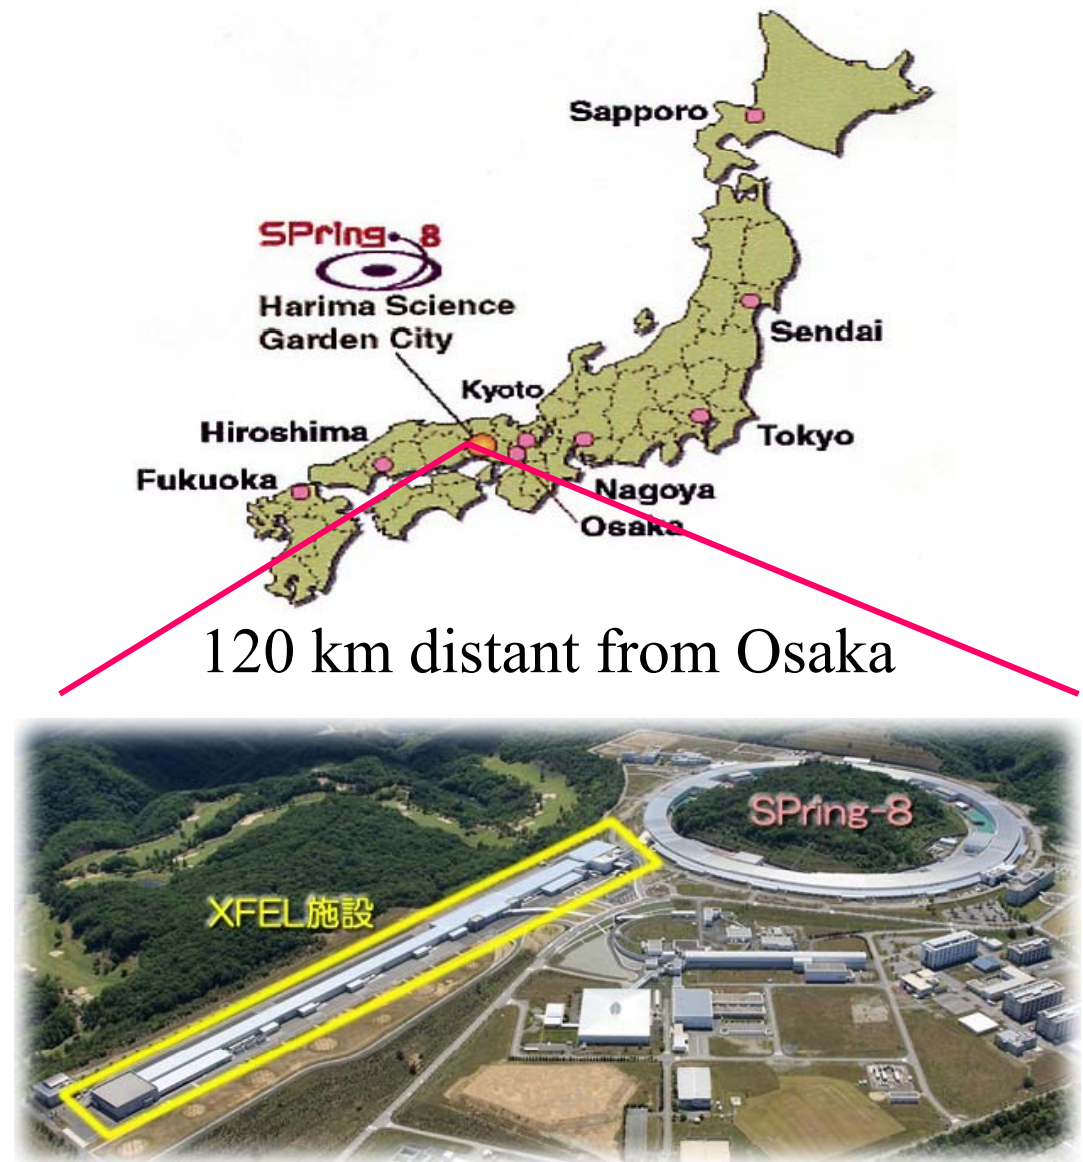 Sapporo
SPring-8
Harima Science
Garden City
Sendai
Kyoto
Hiroshima
Tokyo
Fukuoka
Nagoya
Osaka
120 km distant from Osaka
SPring-8
XFEL施設